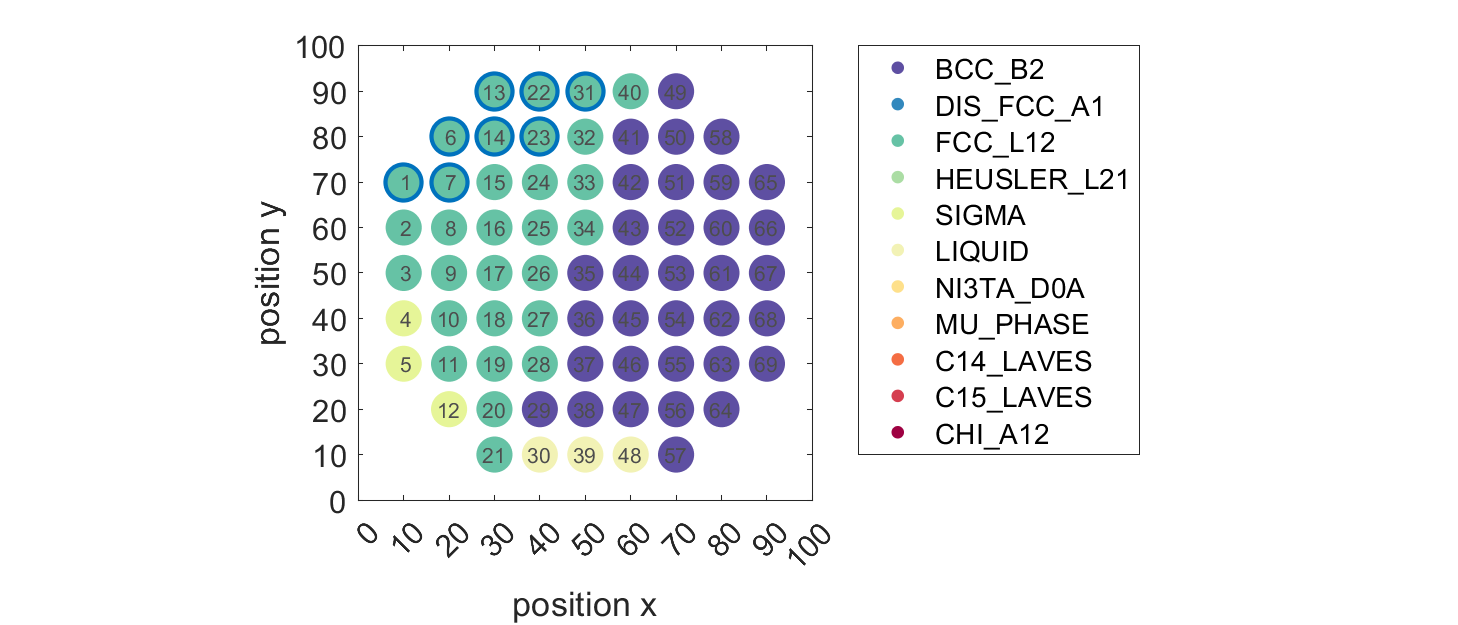 100
90
80
70
60
50
40
30
20
10
0
13 22 31 40 49
6 14 23 32 41 50 58
1 7 15 24 33 42 51 59 65
2 8 16 25 34 43 52 60 66
3 9 17 26 35 44 53 61 67
4 10 18 27 36 45 54 62 68
5 11 19 28 37 46 55 63 69
12 20 29 38 47 56 64
21 30 39 48 57
0 10 20 30 40 50 60 70 80 90 100
position x
position y
BCC_B2
DIS_FCC_A1
FCC_L12
HEUSLER_L21
SIGMA
LIQUID
NI3TA_D0A
MU_PHASE
C14_LAVES
C15_LAVES
CHI_A12